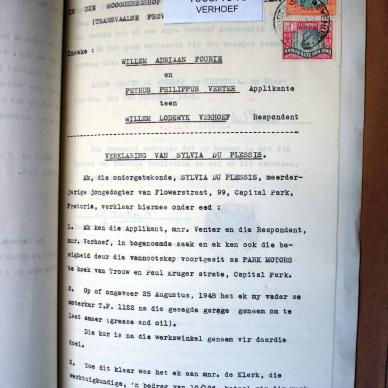 VERHOEF
IN DIE HOOGGEREGSHOF
(TRANSVAALSE PROV
Insake :
WILLEM ADRIAAN FOURIE
en
PETRUS PHILIPPUS VENTER Applikante
teen
WILLEM LODEWYK VERHOEF Respondent
VERKLARING VAN SYLVIA DU PLESSIS.
Ek, die ondergetekende, SYLVIA DU PLESSIS, meerder-
jarige jongedogter van Flowerstraat, 99, Capital Park,
Pretoria, verklaar hiermee onder eed :
1. Ek ken die Applikant, mnr. Venter en die Respondent,
mnr. Verhoef, in bogenoemde saak en ek ken ook die be-
sigheid deur die vennootskap voortgesit as PARK MOTORS
te hoek van Trouw en Paul Kruger strate, Capital Park.
2. Op of ongeveer 25 Augustus, 1948 het ek my vader se
motorkar T.P. 1122 na die gesegde garage geneem om te
laat smeer (grease and oil).
Die kar is na die werkswinkel geneem vir daardie
doel.
3. Toe dit klaar was het ek aan mnr. de Klerk, die
werktuigkundige, 'n bedrag van